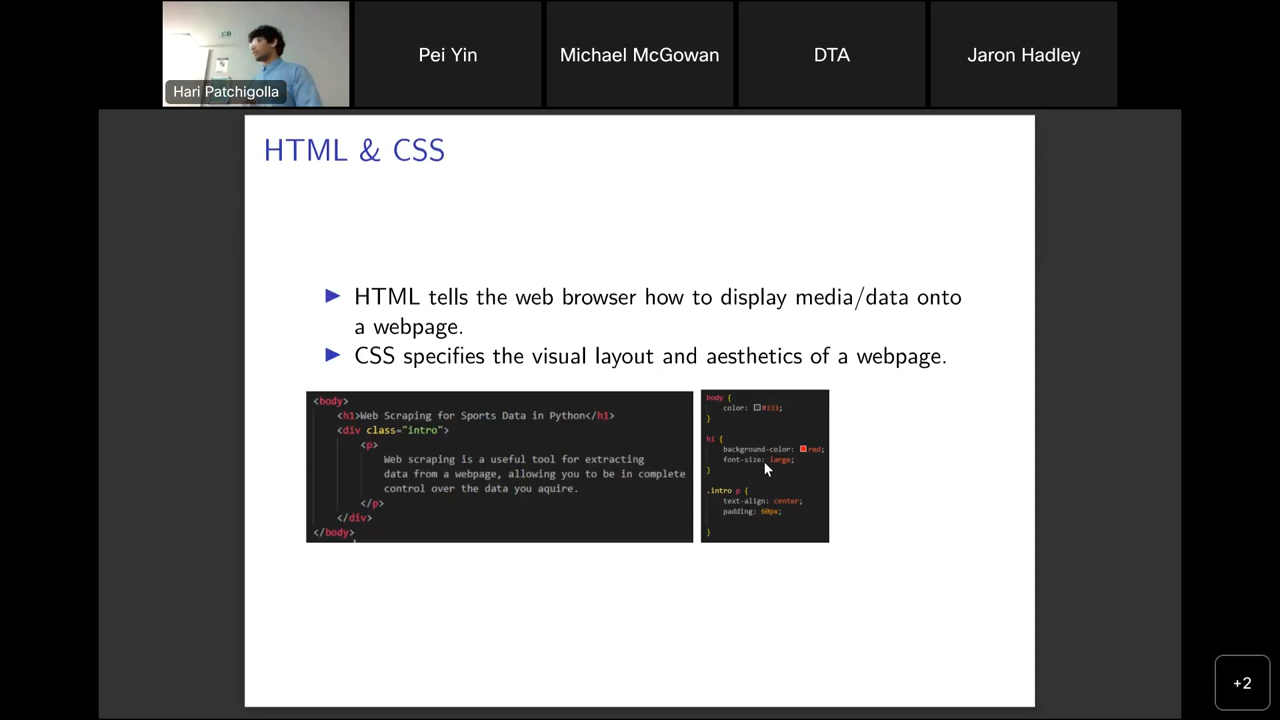 Hari Patchigolla
Pei Yin
Michael McGowan
DTA
Jaron Hadley
HTML & CSS
▶ HTML tells the web browser how to display media/data onto
a webpage.
▶ CSS specifies the visual layout and aesthetics of a webpage.
<body>
<h1>Web Scraping for Sports Data in Python</h1>
<div class="intro">
<p>
Web scraping is a useful tool for extracting
data from a webpage, allowing you to be in complete
control over the data you aquire.
</p>
</div>
</body>
body {
color: #333;
}
h1 {
background-color: red;
font-size: large;
}
.intro p {
text-align: center;
padding: 60px;
}
+2